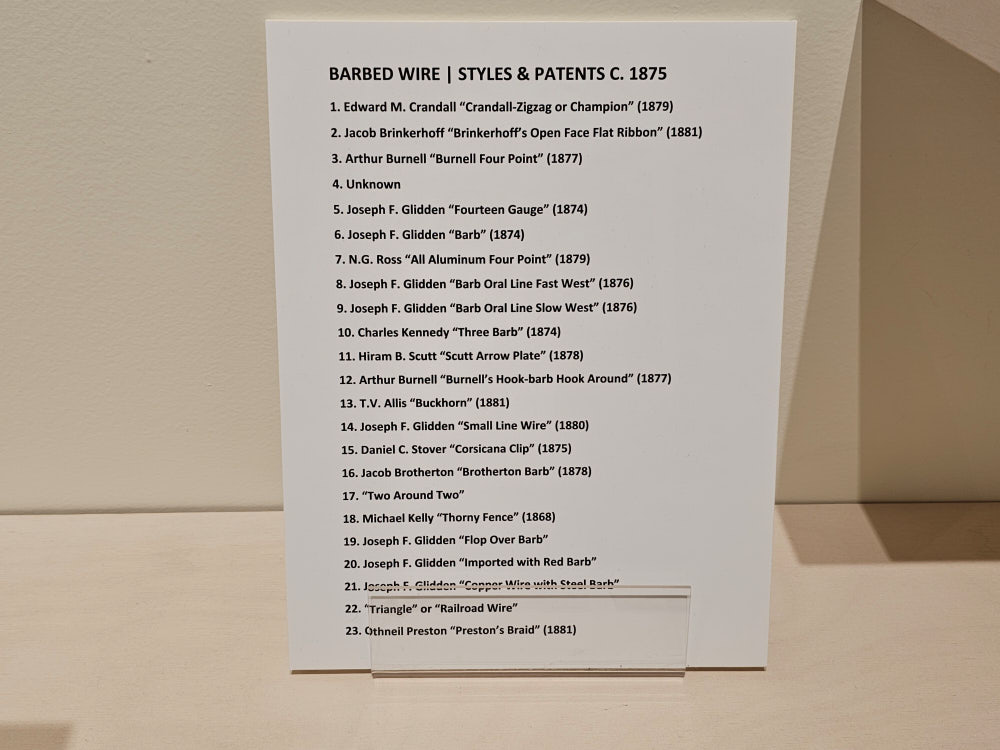 BARBED WIRE | STYLES & PATENTS C. 1875
1. Edward M. Crandall “Crandall-Zigzag or Champion” (1879)
2. Jacob Brinkerhoff “Brinkerhoff’s Open Face Flat Ribbon” (1881)
3. Arthur Burnell “Burnell Four Point” (1877)
4. Unknown
5. Joseph F. Glidden “Fourteen Gauge” (1874)
6. Joseph F. Glidden “Barb” (1874)
7. N.G. Ross “All Aluminum Four Point” (1879)
8. Joseph F. Glidden “Barb Oral Line Fast West” (1876)
9. Joseph F. Glidden “Barb Oral Line Slow West” (1876)
10. Charles Kennedy “Three Barb” (1874)
11. Hiram B. Scutt “Scutt Arrow Plate” (1878)
12. Arthur Burnell “Burnell’s Hook-barb Hook Around” (1877)
13. T.V. Allis “Buckhorn” (1881)
14. Joseph F. Glidden “Small Line Wire” (1880)
15. Daniel C. Stover “Corsicana Clip” (1875)
16. Jacob Brotherton “Brotherton Barb” (1878)
17. “Two Around Two”
18. Michael Kelly “Thorny Fence” (1868)
19. Joseph F. Glidden “Flop Over Barb”
20. Joseph F. Glidden “Imported with Red Barb”
21. Joseph F. Glidden “Copper Wire with Steel Barb”
22. “Triangle” or “Railroad Wire”
23. Othneil Preston “Preston’s Braid” (1881)